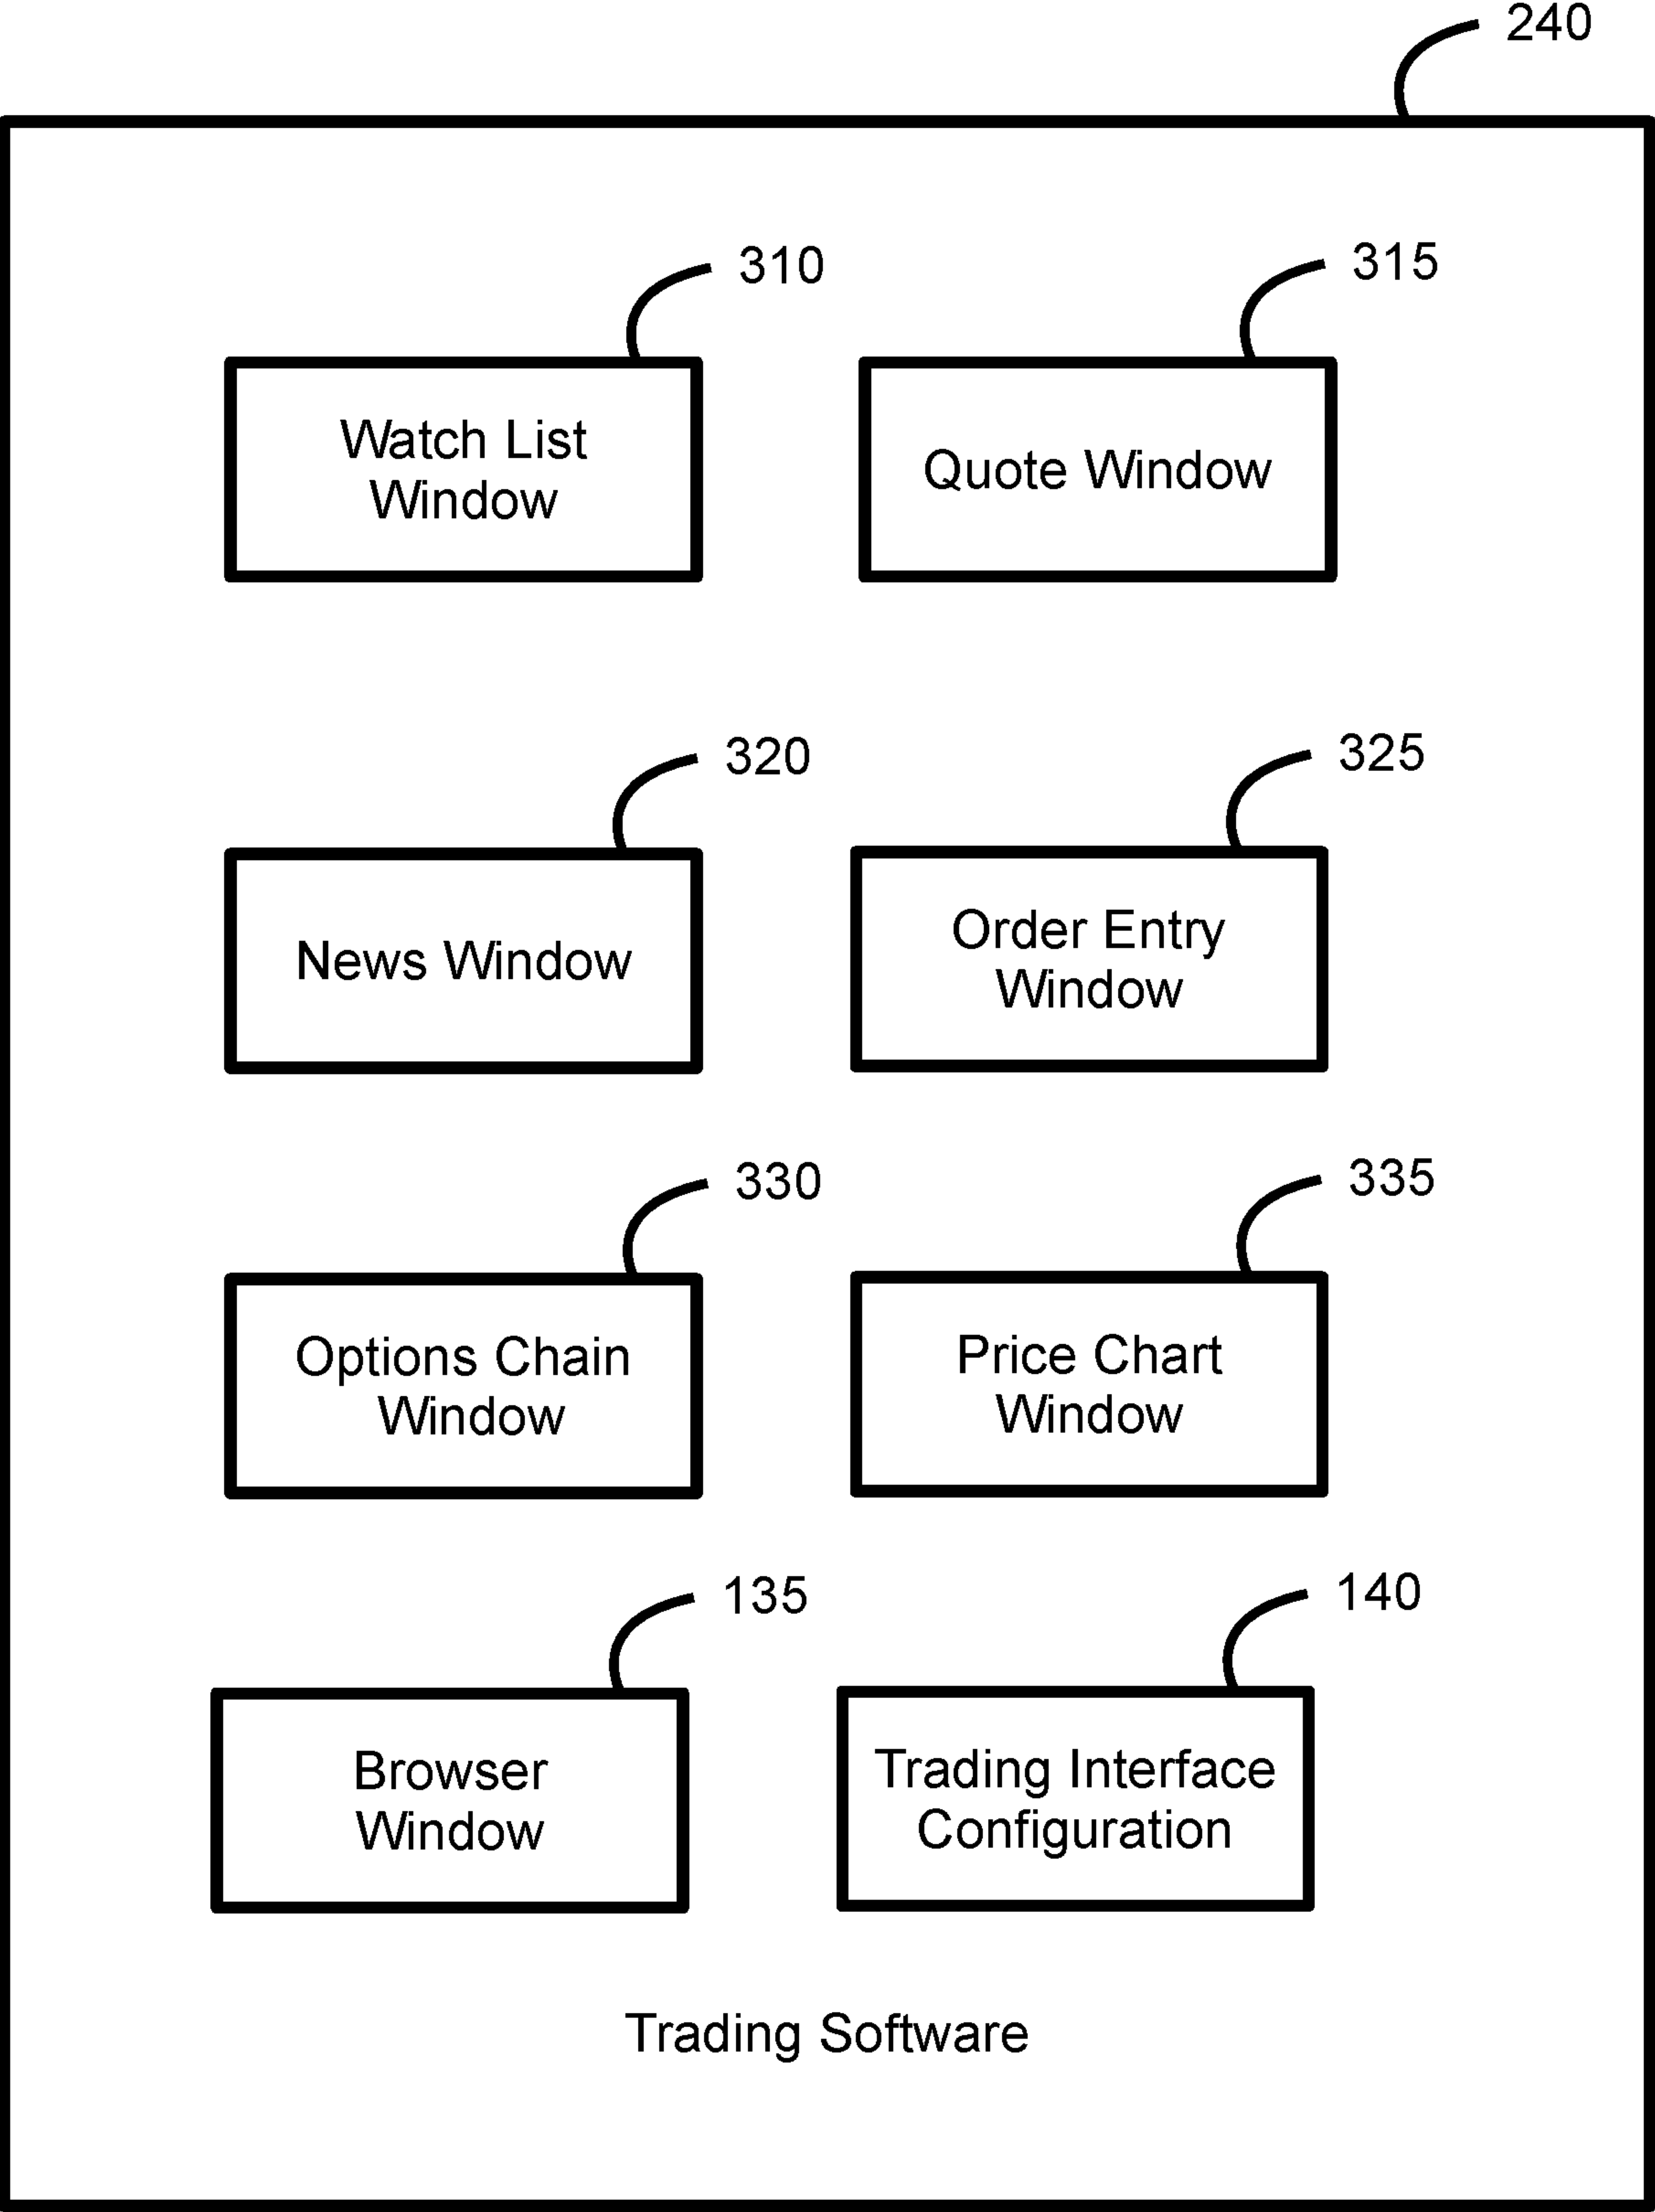 240
310
315
Watch List
Window
Quote Window
320
325
News Window
Order Entry
Window
330
335
Options Chain
Window
Price Chart
Window
135
140
Browser
Window
Trading Interface
Configuration
Trading Software